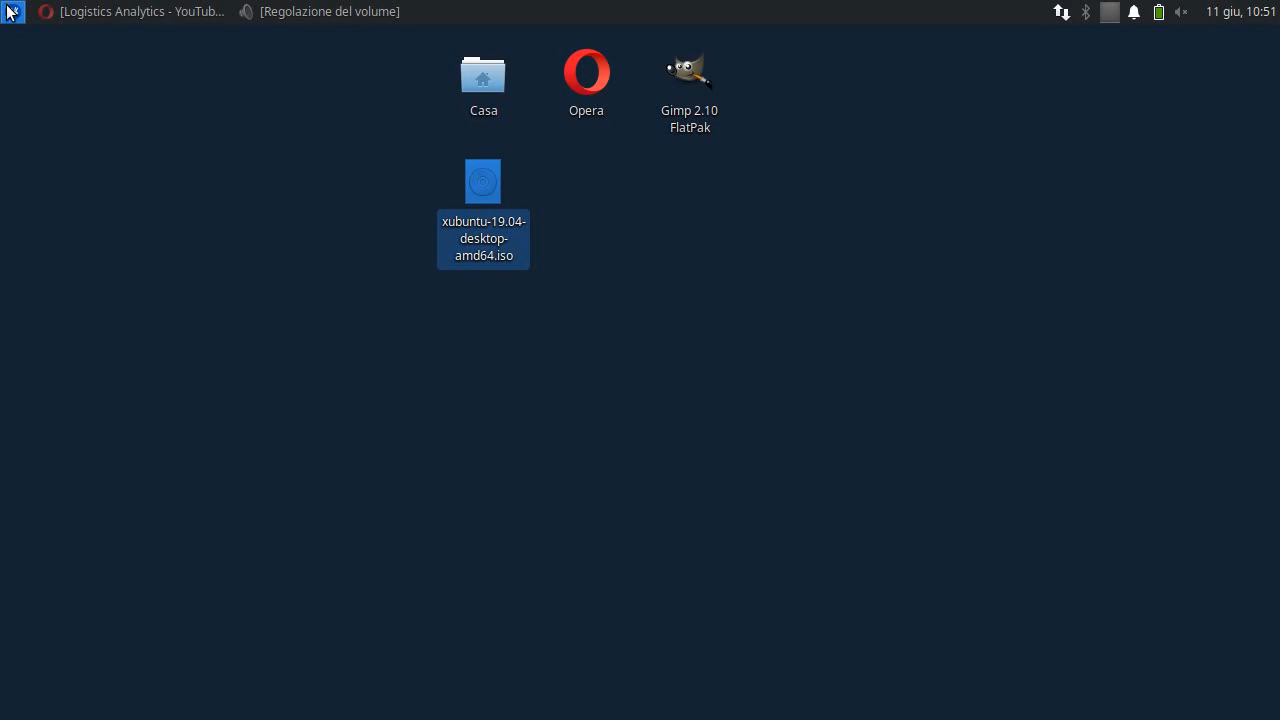 [Logistics Analytics - YouTub... [Regolazione del volume] 11 giu, 10:51
Casa
Opera
Gimp 2.10
FlatPak
xubuntu-19.04-
desktop-
amd64.iso